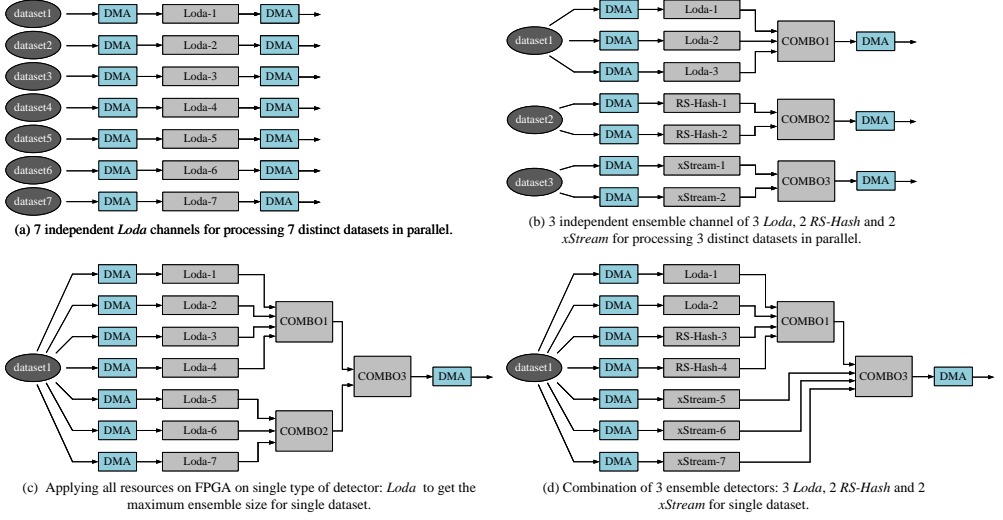 dataset1 DMA Loda-1 DMA
dataset2 DMA Loda-2 DMA
dataset3 DMA Loda-3 DMA
dataset4 DMA Loda-4 DMA
dataset5 DMA Loda-5 DMA
dataset6 DMA Loda-6 DMA
dataset7 DMA Loda-7 DMA
(a) 7 independent Loda channels for processing 7 distinct datasets in parallel.
DMA Loda-1
dataset1 DMA Loda-2 COMBO1 DMA
DMA Loda-3
DMA RS-Hash-1
dataset2 COMBO2 DMA
DMA RS-Hash-2
DMA xStream-1
dataset3 COMBO3 DMA
DMA xStream-2
(b) 3 independent ensemble channel of 3 Loda, 2 RS-Hash and 2
xStream for processing 3 distinct datasets in parallel.
DMA Loda-1
DMA Loda-2
COMBO1
DMA Loda-3
dataset1 DMA Loda-4
COMBO3 DMA
DMA Loda-5
DMA Loda-6 COMBO2
DMA Loda-7
(c) Applying all resources on FPGA on single type of detector: Loda to get the
maximum ensemble size for single dataset.
DMA Loda-1
DMA Loda-2
COMBO1
DMA RS-Hash-3
dataset1 DMA RS-Hash-4
COMBO3 DMA
DMA xStream-5
DMA xStream-6
DMA xStream-7
(d) Combination of 3 ensemble detectors: 3 Loda, 2 RS-Hash and 2
xStream for single dataset.